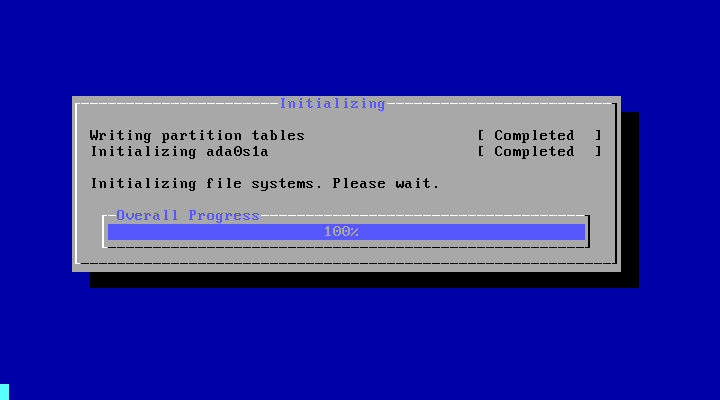 Initializing
Writing partition tables [ Completed ]
Initializing ada0s1a [ Completed ]
Initializing file systems. Please wait.
Overall Progress
100%